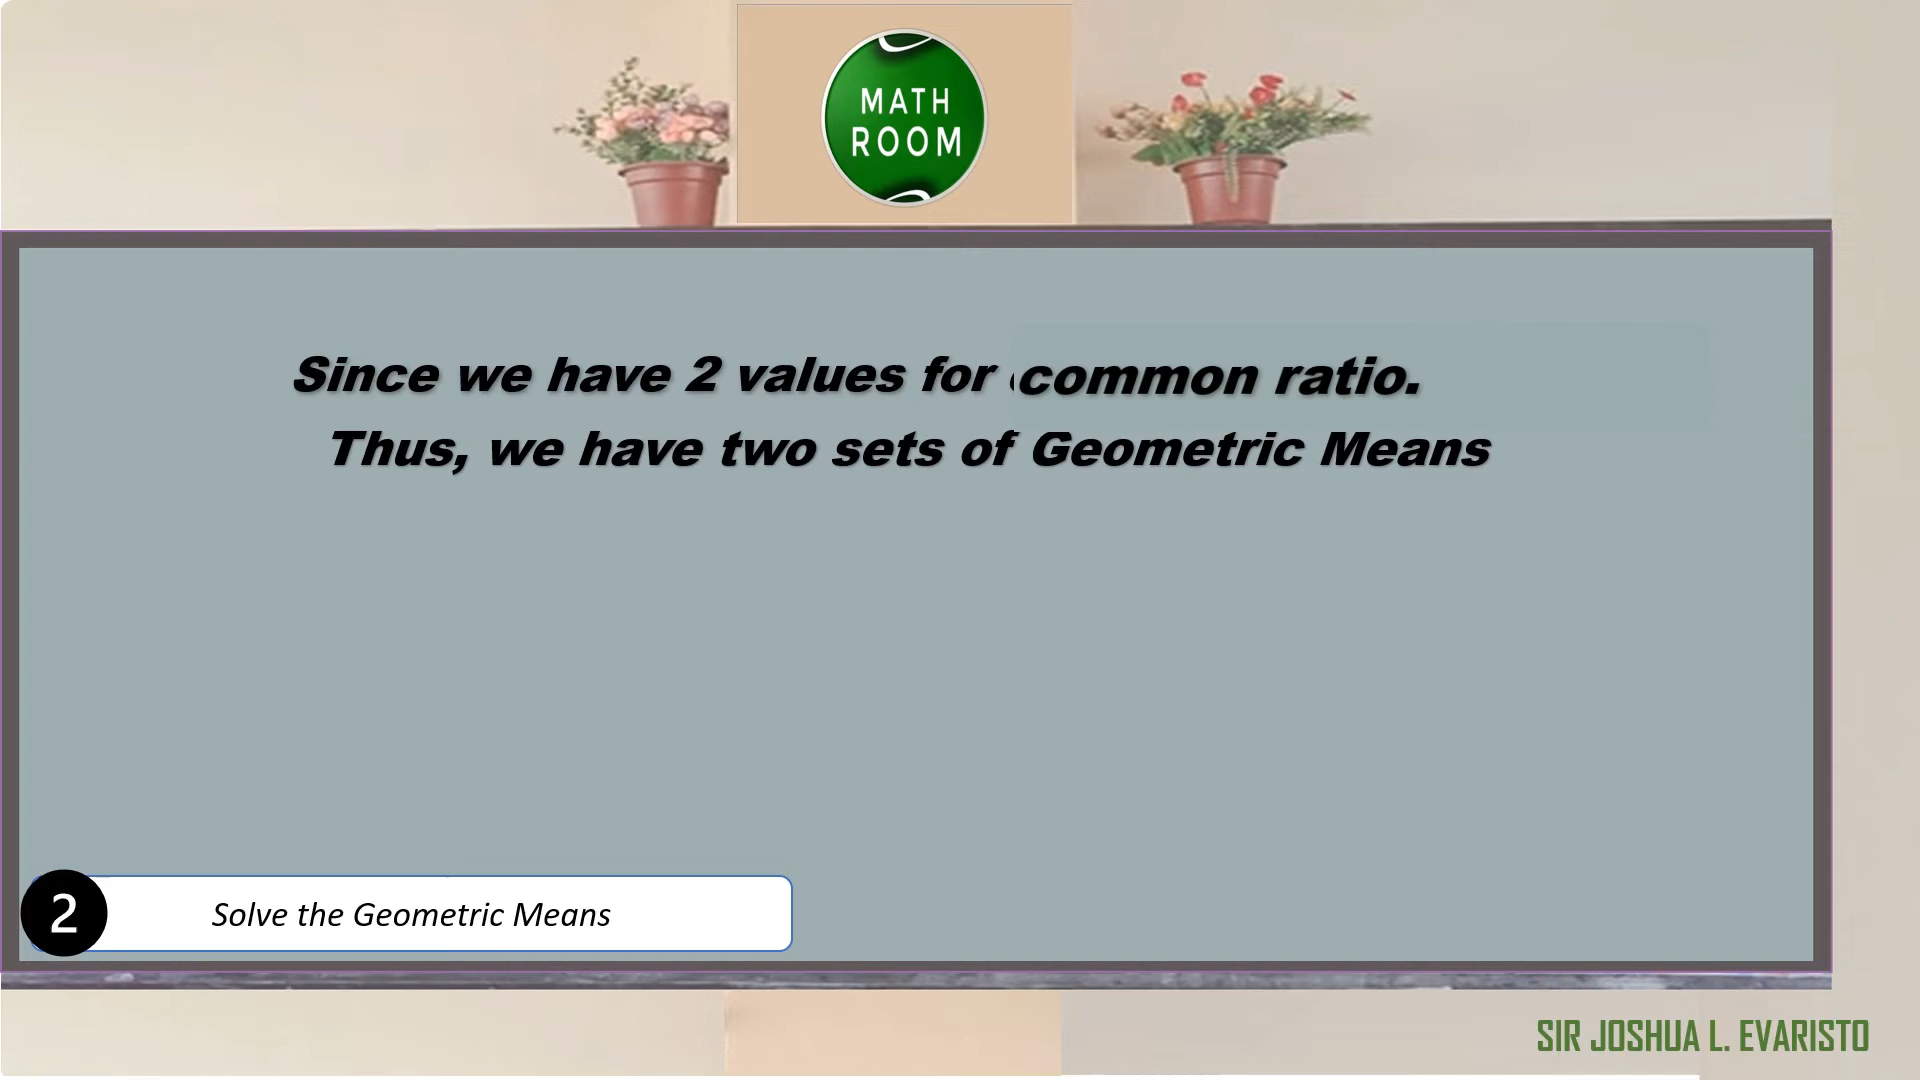 MATH
ROOM
Since we have 2 values for common ratio.
Thus, we have two sets of Geometric Means
2 Solve the Geometric Means
SIR JOSHUA L. EVARISTO